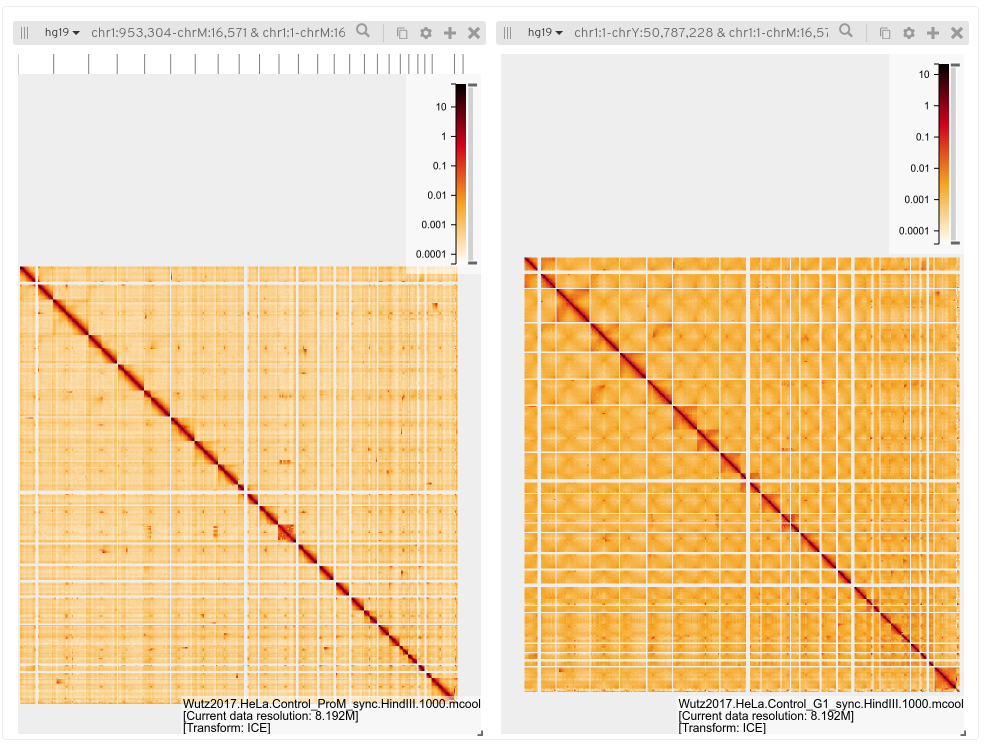 hg19 chr1:953,304-chrM:16,571 & chr1:1-chrM:16
hg19 chr1:1-chrY:50,787,228 & chr1:1-chrM:16,57
10
1
0.1
0.01
0.001
0.0001
10
1
0.1
0.01
0.001
0.0001
Wutz2017.HeLa.Control_ProM_sync.HindIII.1000.mcool
[Current data resolution: 8.192M]
[Transform: ICE]
Wutz2017.HeLa.Control_G1_sync.HindIII.1000.mcool
[Current data resolution: 8.192M]
[Transform: ICE]